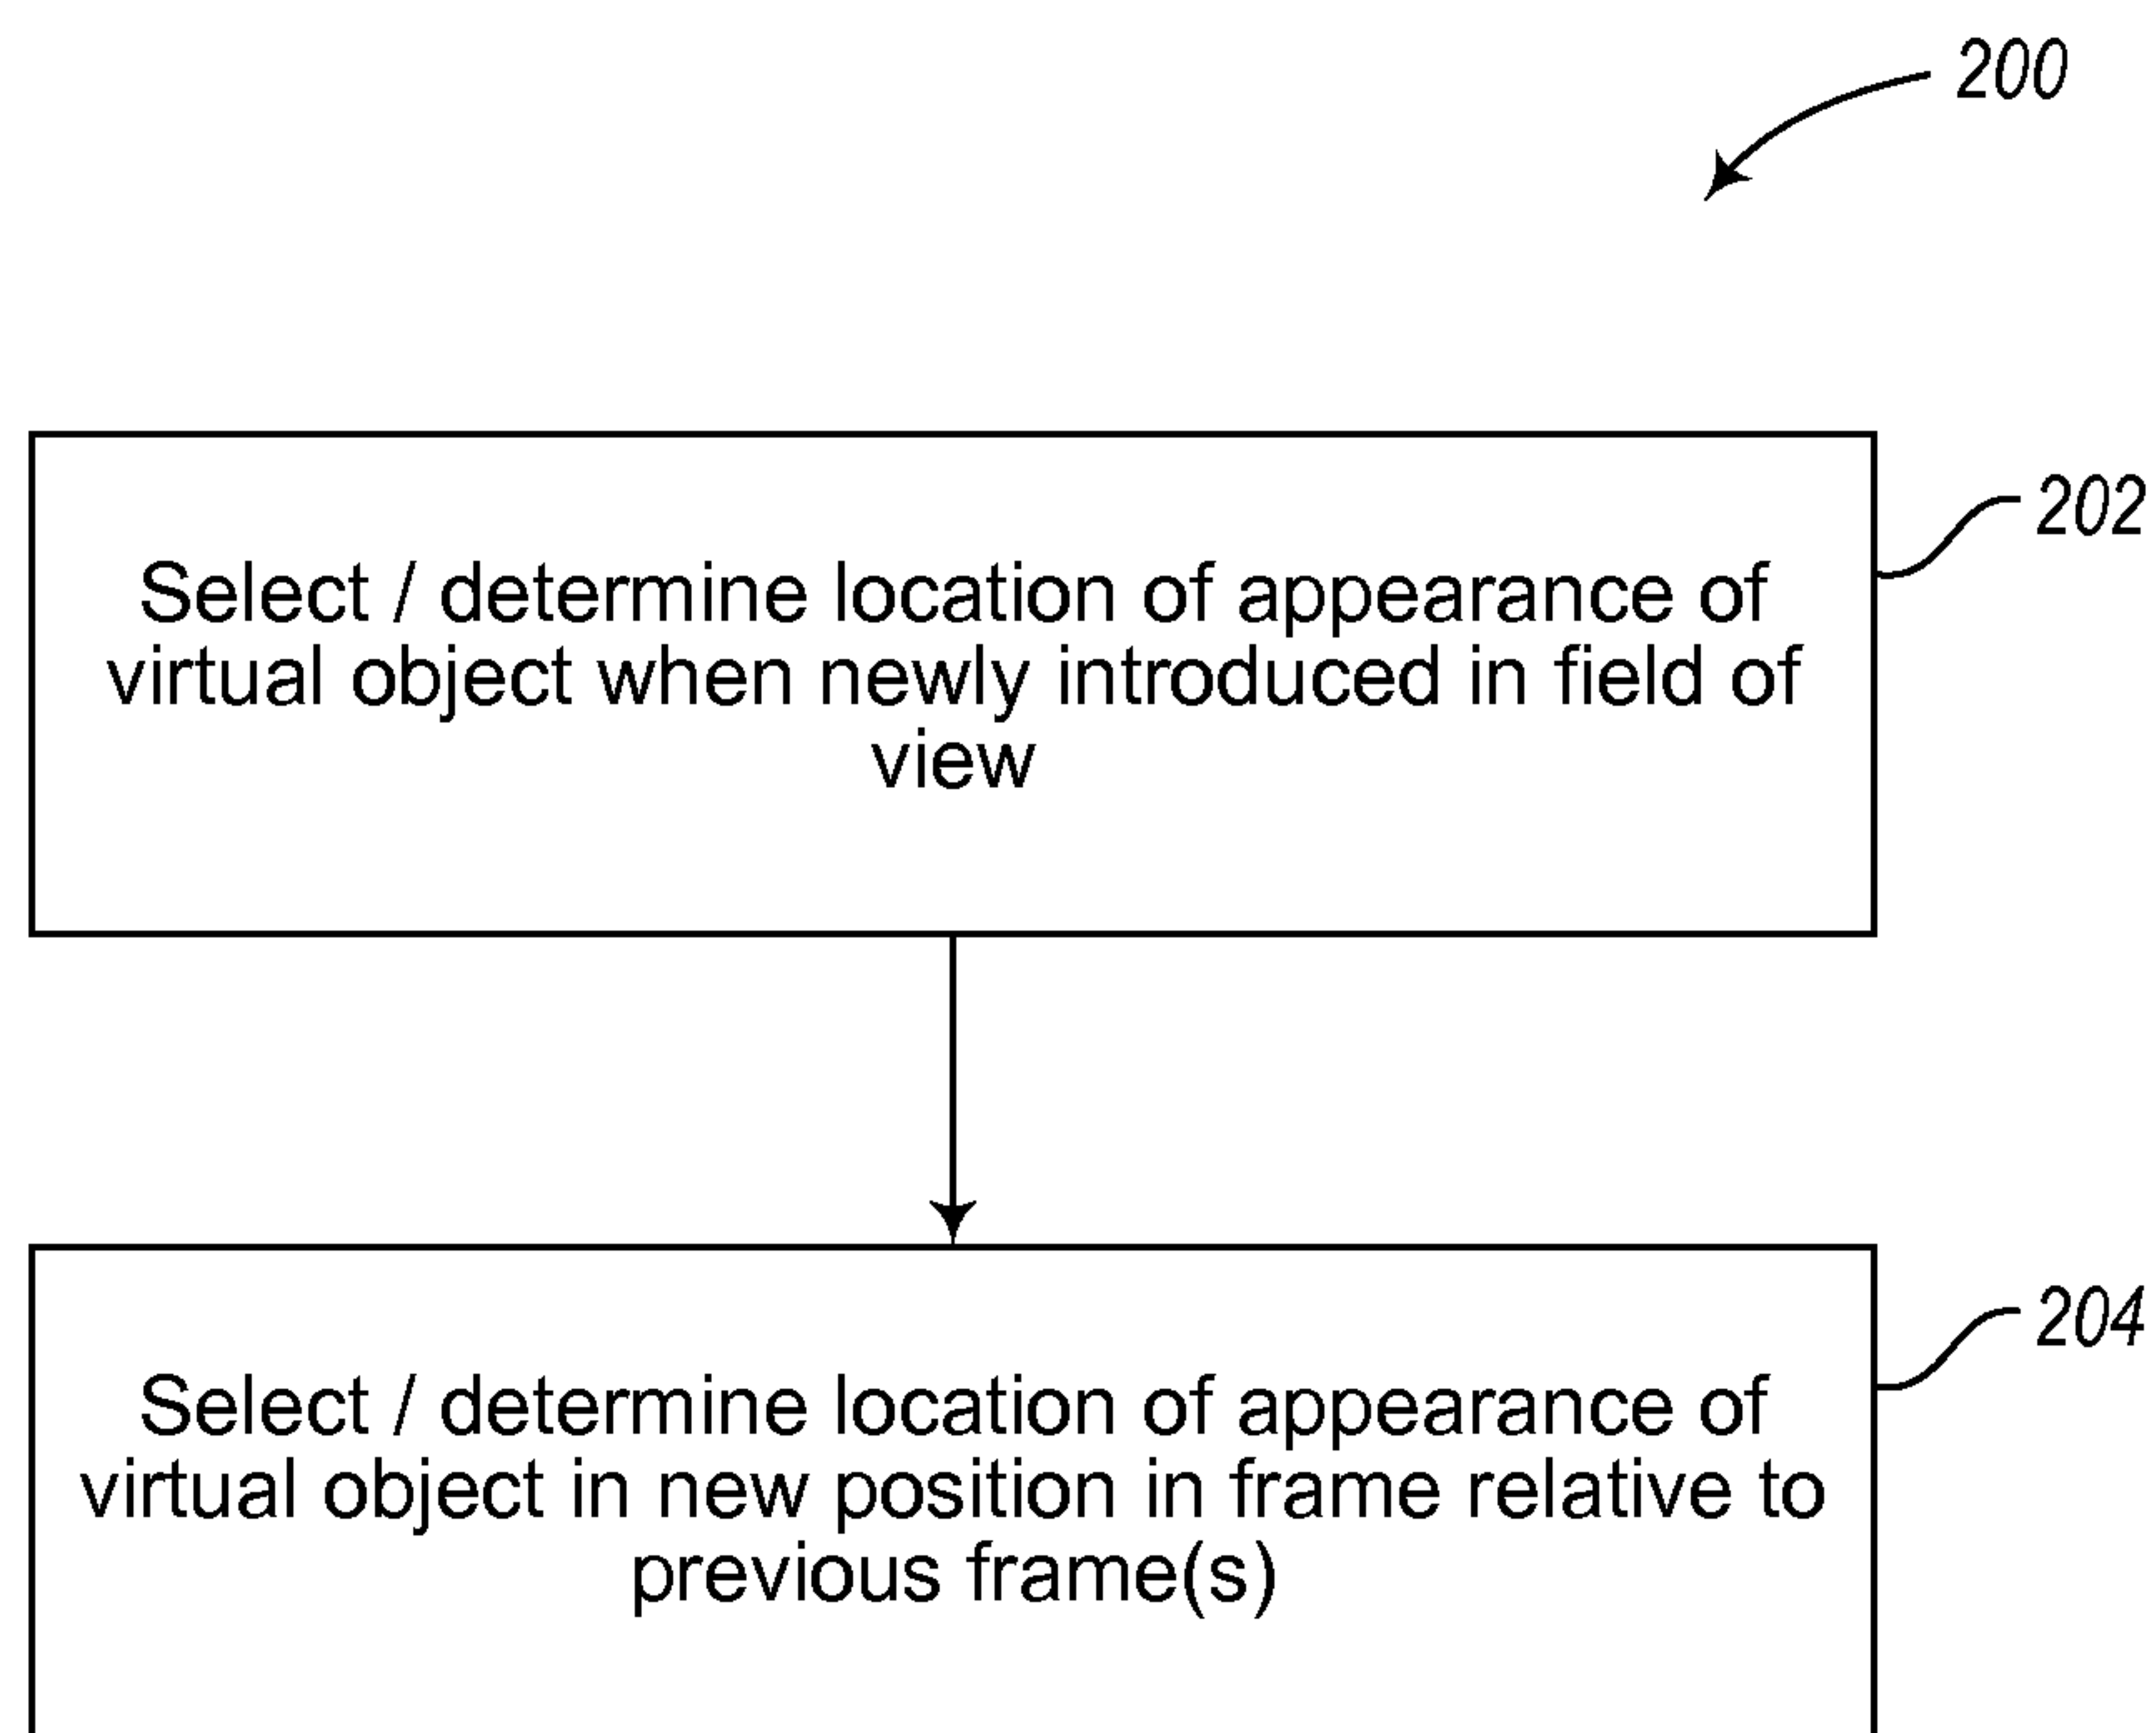 200
202
Select / determine location of appearance of
virtual object when newly introduced in field of
view
204
Select / determine location of appearance of
virtual object in new position in frame relative to
previous frame(s)